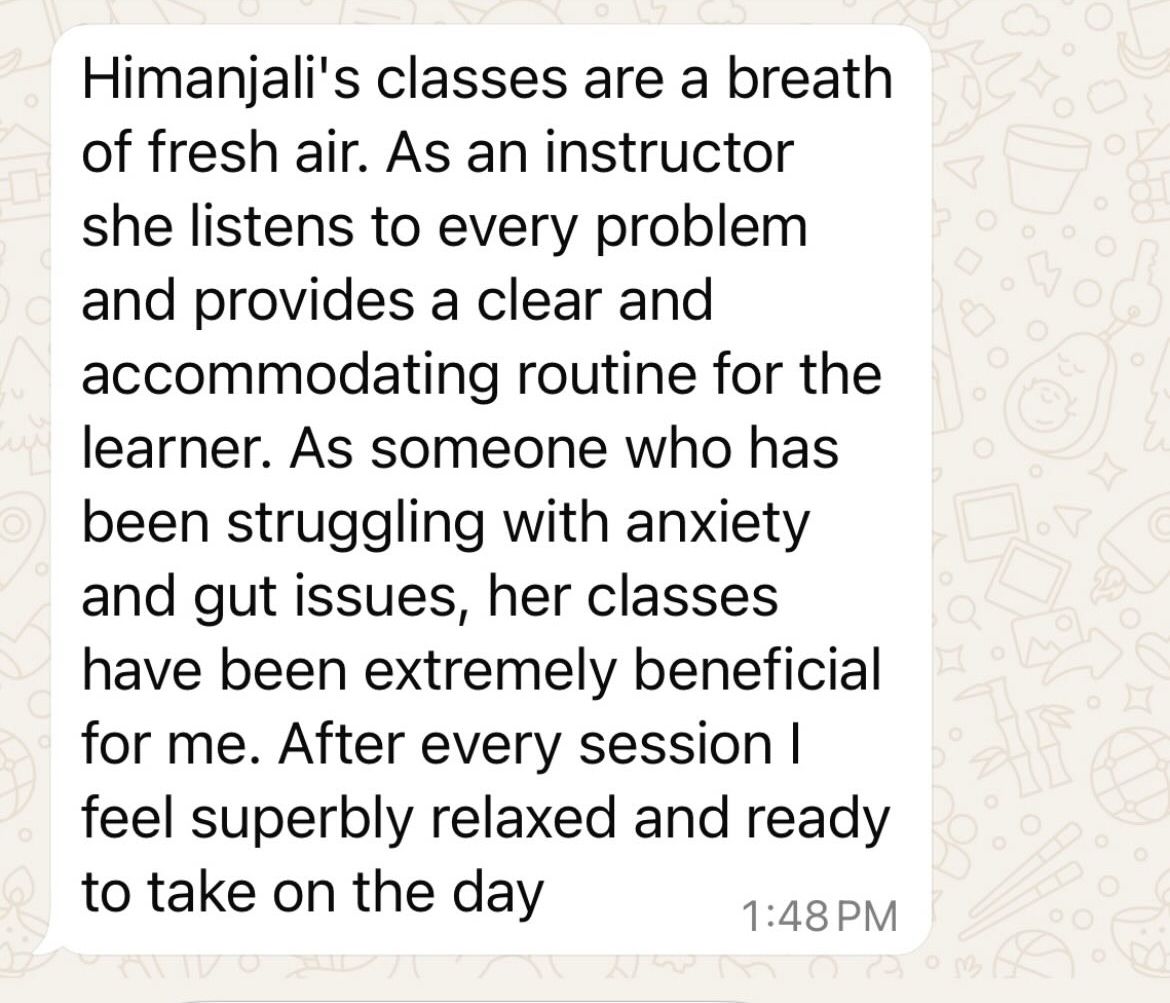 Himanjali's classes are a breath
of fresh air. As an instructor
she listens to every problem
and provides a clear and
accommodating routine for the
learner. As someone who has
been struggling with anxiety
and gut issues, her classes
have been extremely beneficial
for me. After every session I
feel superbly relaxed and ready
to take on the day
1:48 PM